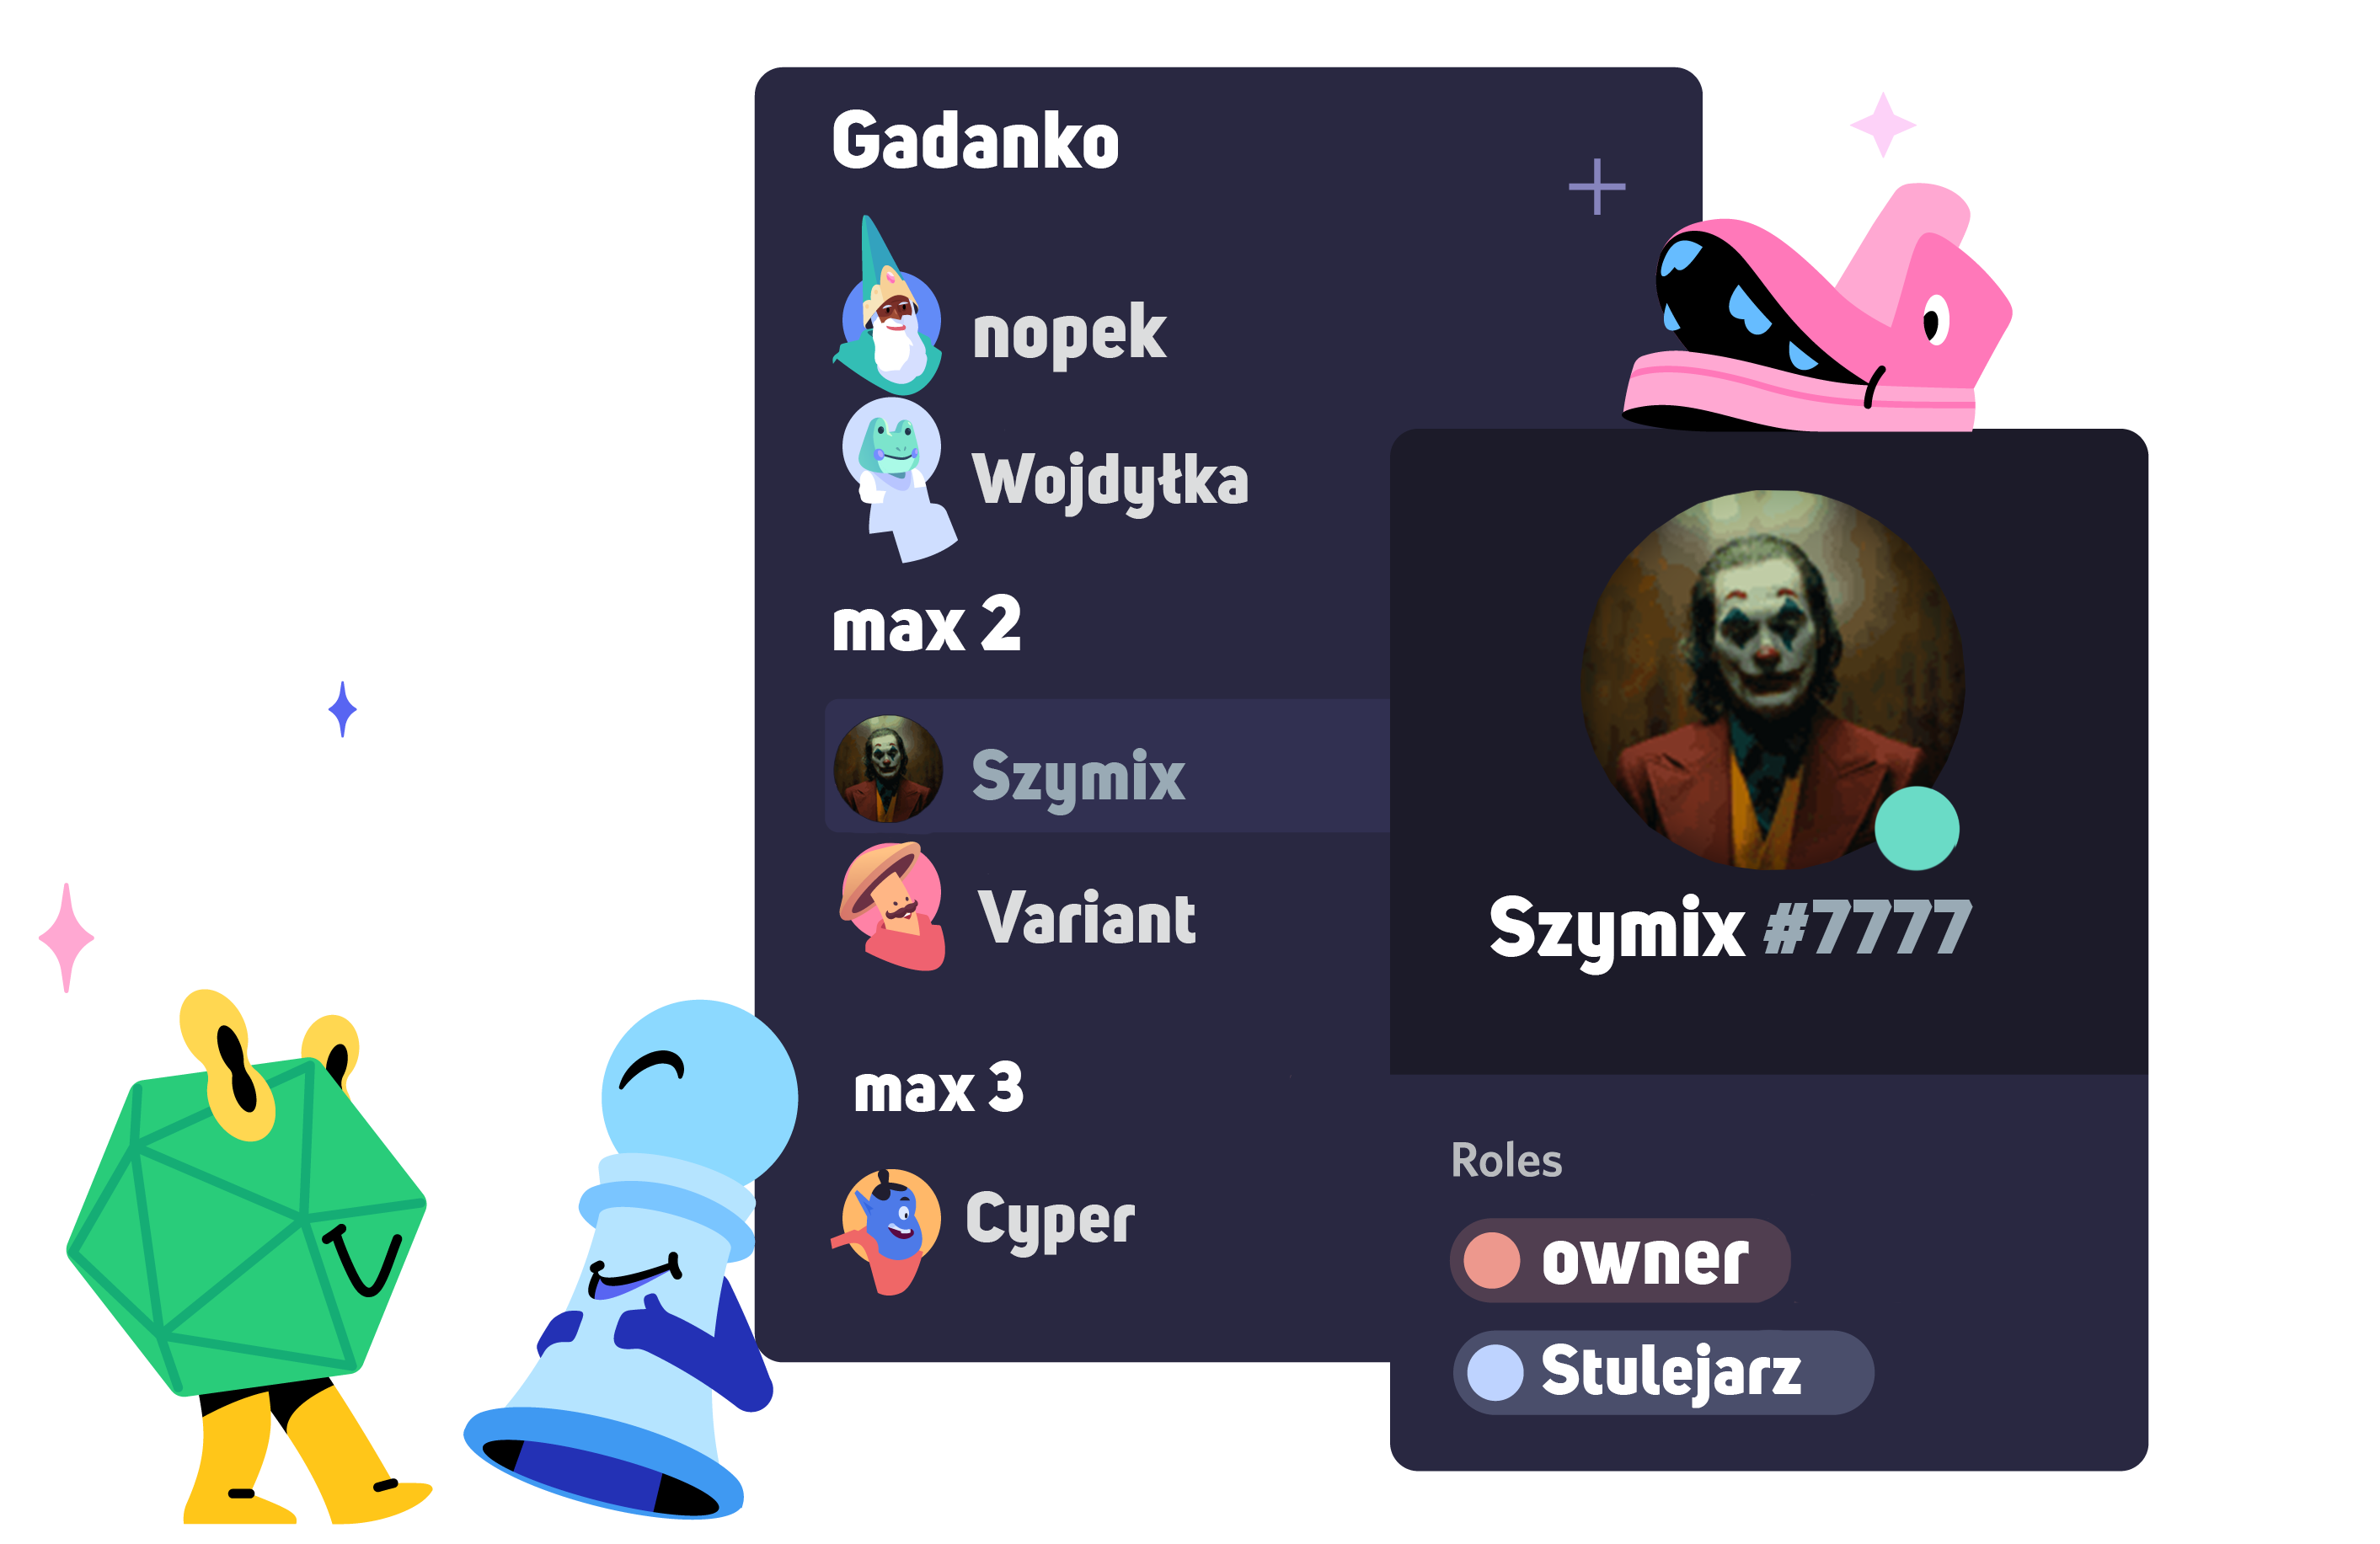 Gadanko
nopek
Wojdyłka
max 2
Szymix
Variant
max 3
Cyper
Szymix #7777
Roles
owner
Stulejarz